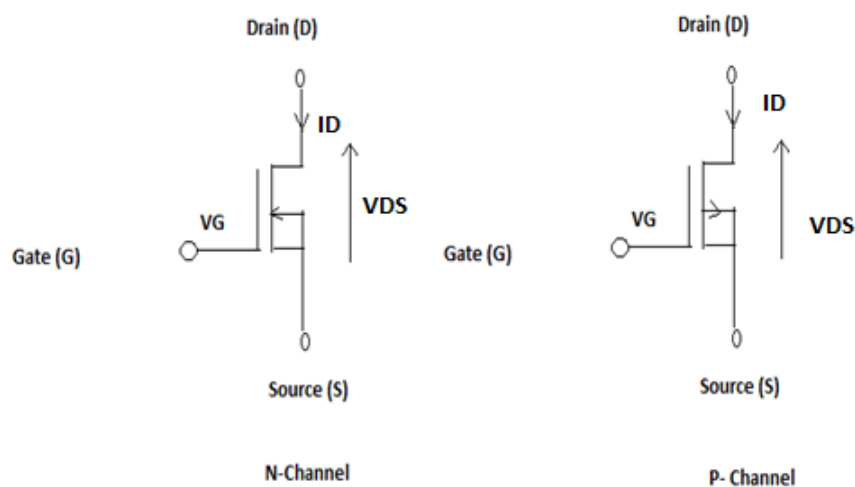 Drain (D)
ID
VG
VDS
Gate (G)
Source (S)
N-Channel
Drain (D)
ID
VG
VDS
Gate (G)
Source (S)
P- Channel